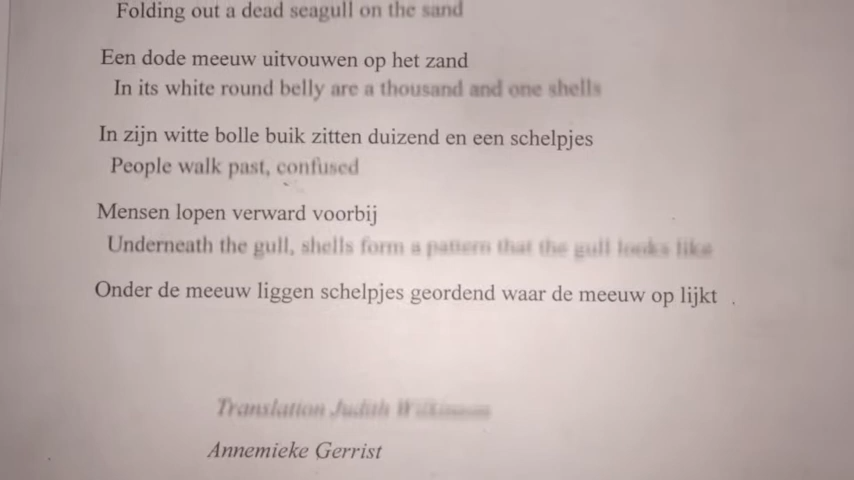 Folding out a dead seagull on the sand
Een dode meeuw uitvouwen op het zand
In its white round belly are a thousand and one shells
In zijn witte bolle buik zitten duizend en een schelpjes
People walk past, confused
Mensen lopen verward voorbij
Underneath the gull, shells form a pattern that the gull looks like
Onder de meeuw liggen schelpjes geordend waar de meeuw op lijkt .
Translation Judith
Annemieke Gerrist